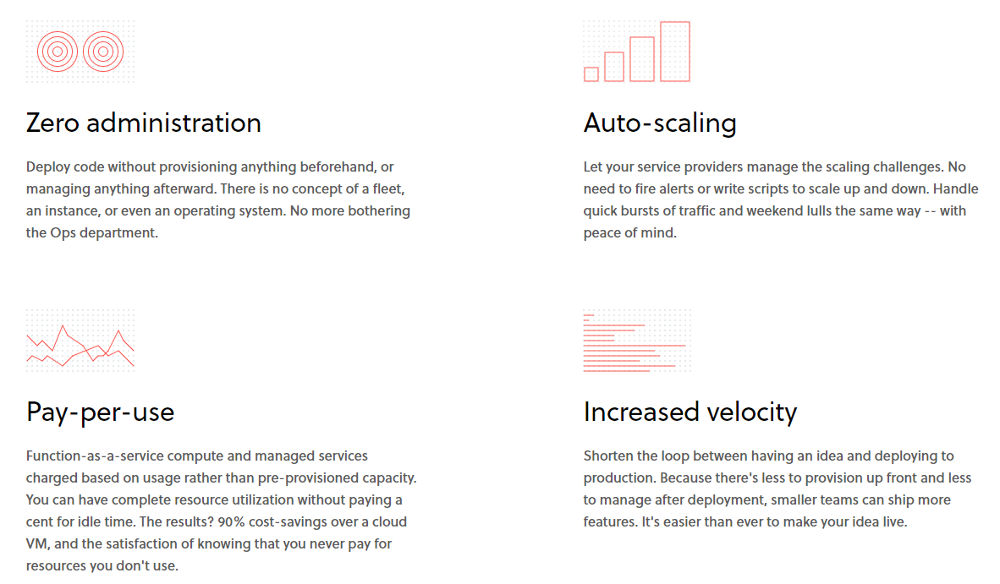 Zero administration
Deploy code without provisioning anything beforehand, or
managing anything afterward. There is no concept of a fleet,
an instance, or even an operating system. No more bothering
the Ops department.
Auto-scaling
Let your service providers manage the scaling challenges. No
need to fire alerts or write scripts to scale up and down. Handle
quick bursts of traffic and weekend lulls the same way -- with
peace of mind.
Pay-per-use
Function-as-a-service compute and managed services
charged based on usage rather than pre-provisioned capacity.
You can have complete resource utilization without paying a
cent for idle time. The results? 90% cost-savings over a cloud
VM, and the satisfaction of knowing that you never pay for
resources you don't use.
Increased velocity
Shorten the loop between having an idea and deploying to
production. Because there's less to provision up front and less
to manage after deployment, smaller teams can ship more
features. It's easier than ever to make your idea live.